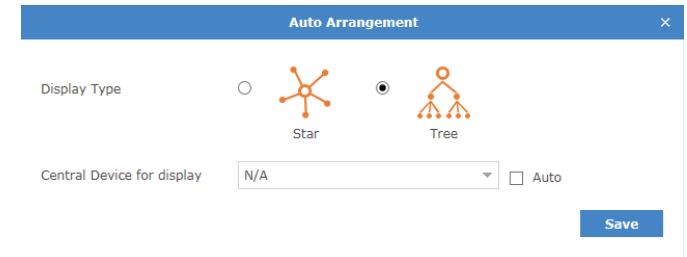 Auto Arrangement
Display Type
Star
Tree
Central Device for display
N/A
Auto
Save